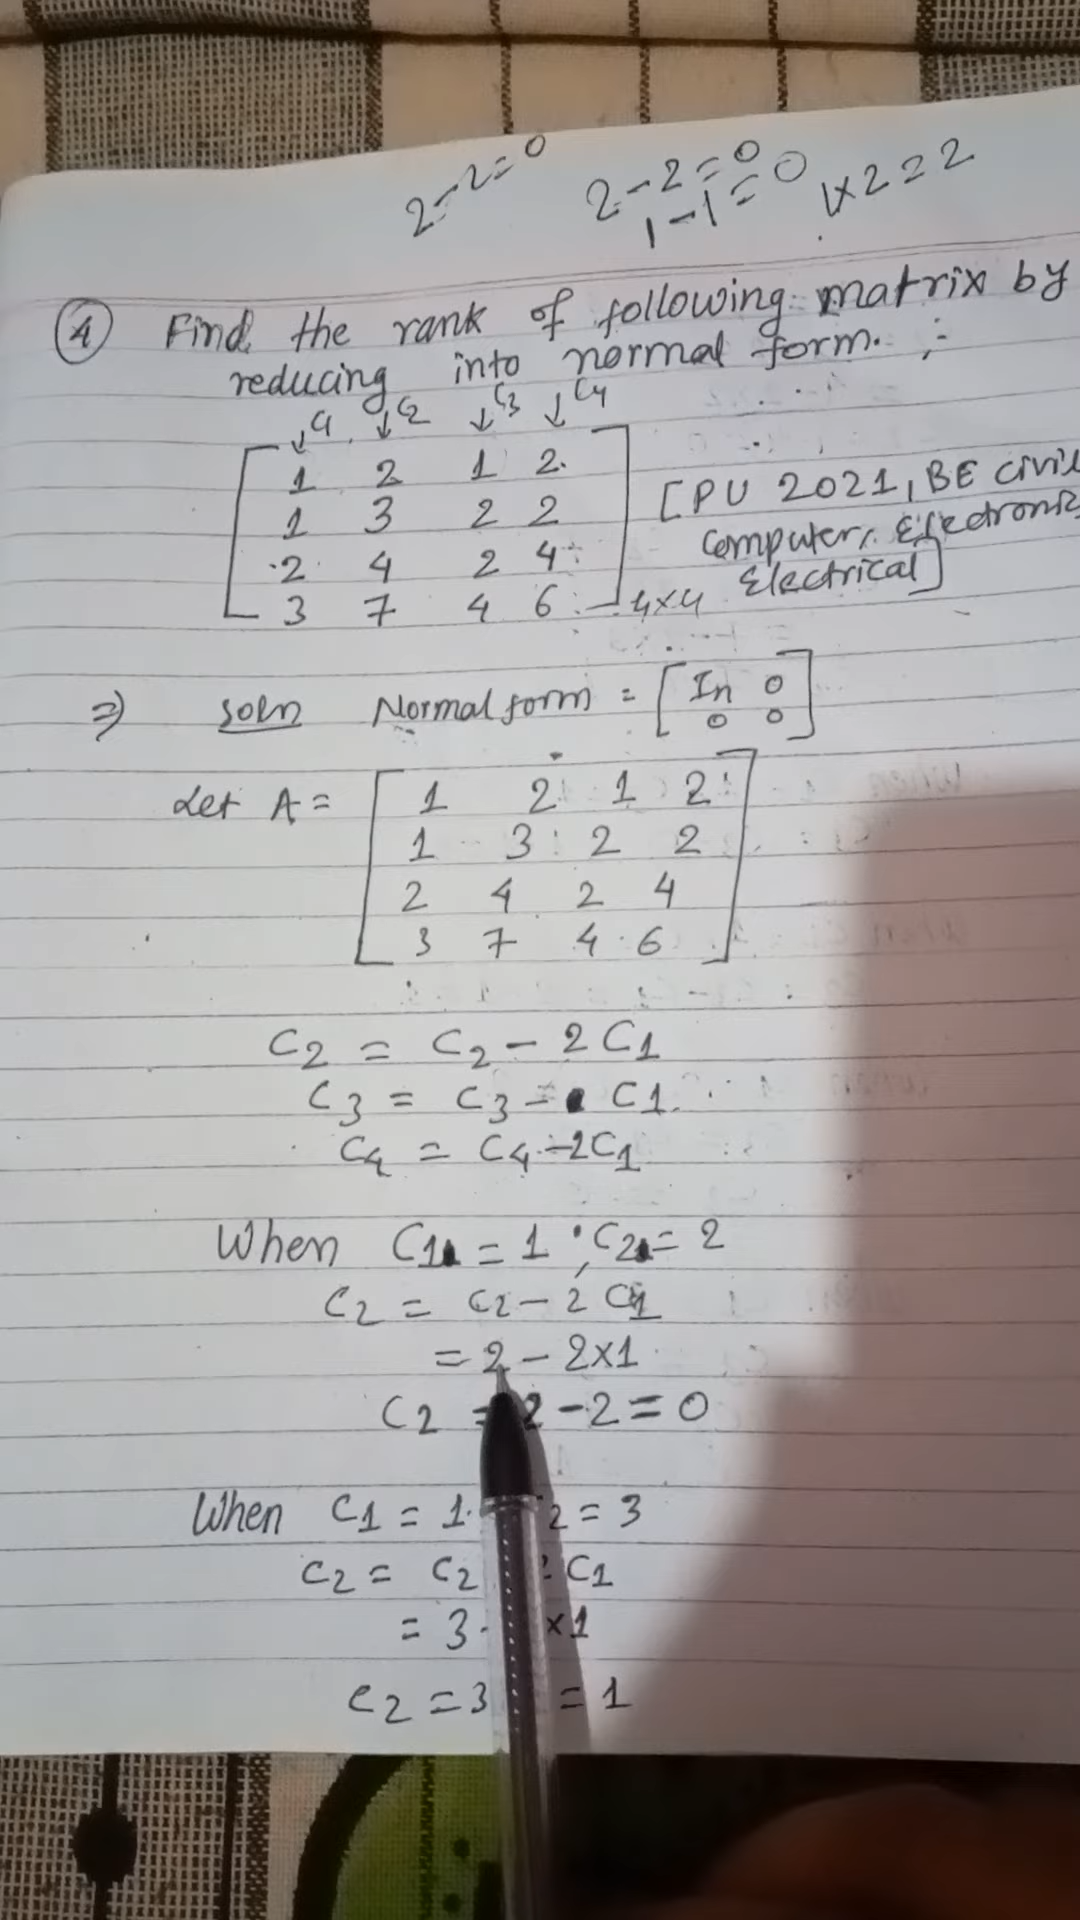 2-2=0
2-2=0
1-1=0
1×2=2
④ Find the rank of following matrix by
reducing into normal form. :-
↓C1 ↓C2 ↓C3 ↓C4
1 2 1 2
1 3 2 2
2 4 2 4
3 7 4 6 4×4
[PU 2021, BE Civil
Computer, Electronic
Electrical]
⇒ Soln Normal form = [In 0
0 0]
Let A = 1 2 1 2
1 3 2 2
2 4 2 4
3 7 4 6
C2 = C2 - 2C1
C3 = C3 - C1
C4 = C4 - 2C1
When C1 = 1, C2 = 2
C2 = C2 - 2C1
= 2 - 2×1
C2 = 2-2=0
When C1 = 1 2 = 3
C2 = C2 C1
= 3 ×1
C2 = 3 = 1